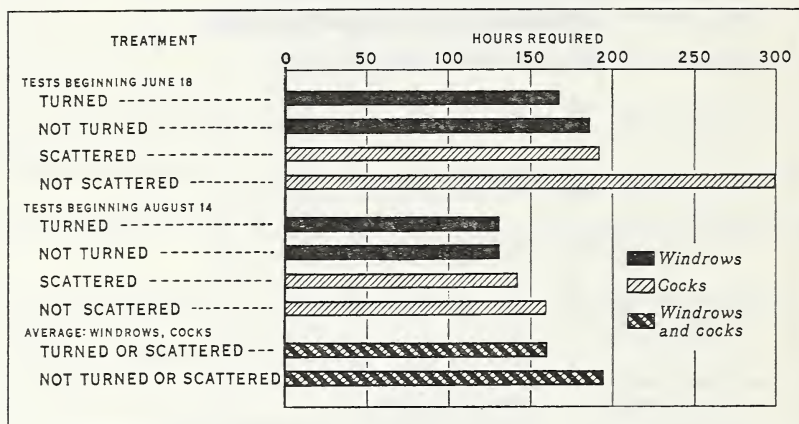 TREATMENT HOURS REQUIRED
0 50 100 150 200 250 300
TESTS BEGINNING JUNE 18
TURNED
NOT TURNED
SCATTERED
NOT SCATTERED
TESTS BEGINNING AUGUST 14
TURNED
NOT TURNED
SCATTERED
NOT SCATTERED
AVERAGE: WINDROWS, COCKS
TURNED OR SCATTERED
NOT TURNED OR SCATTERED
Windrows
Cocks
Windrows
and cocks